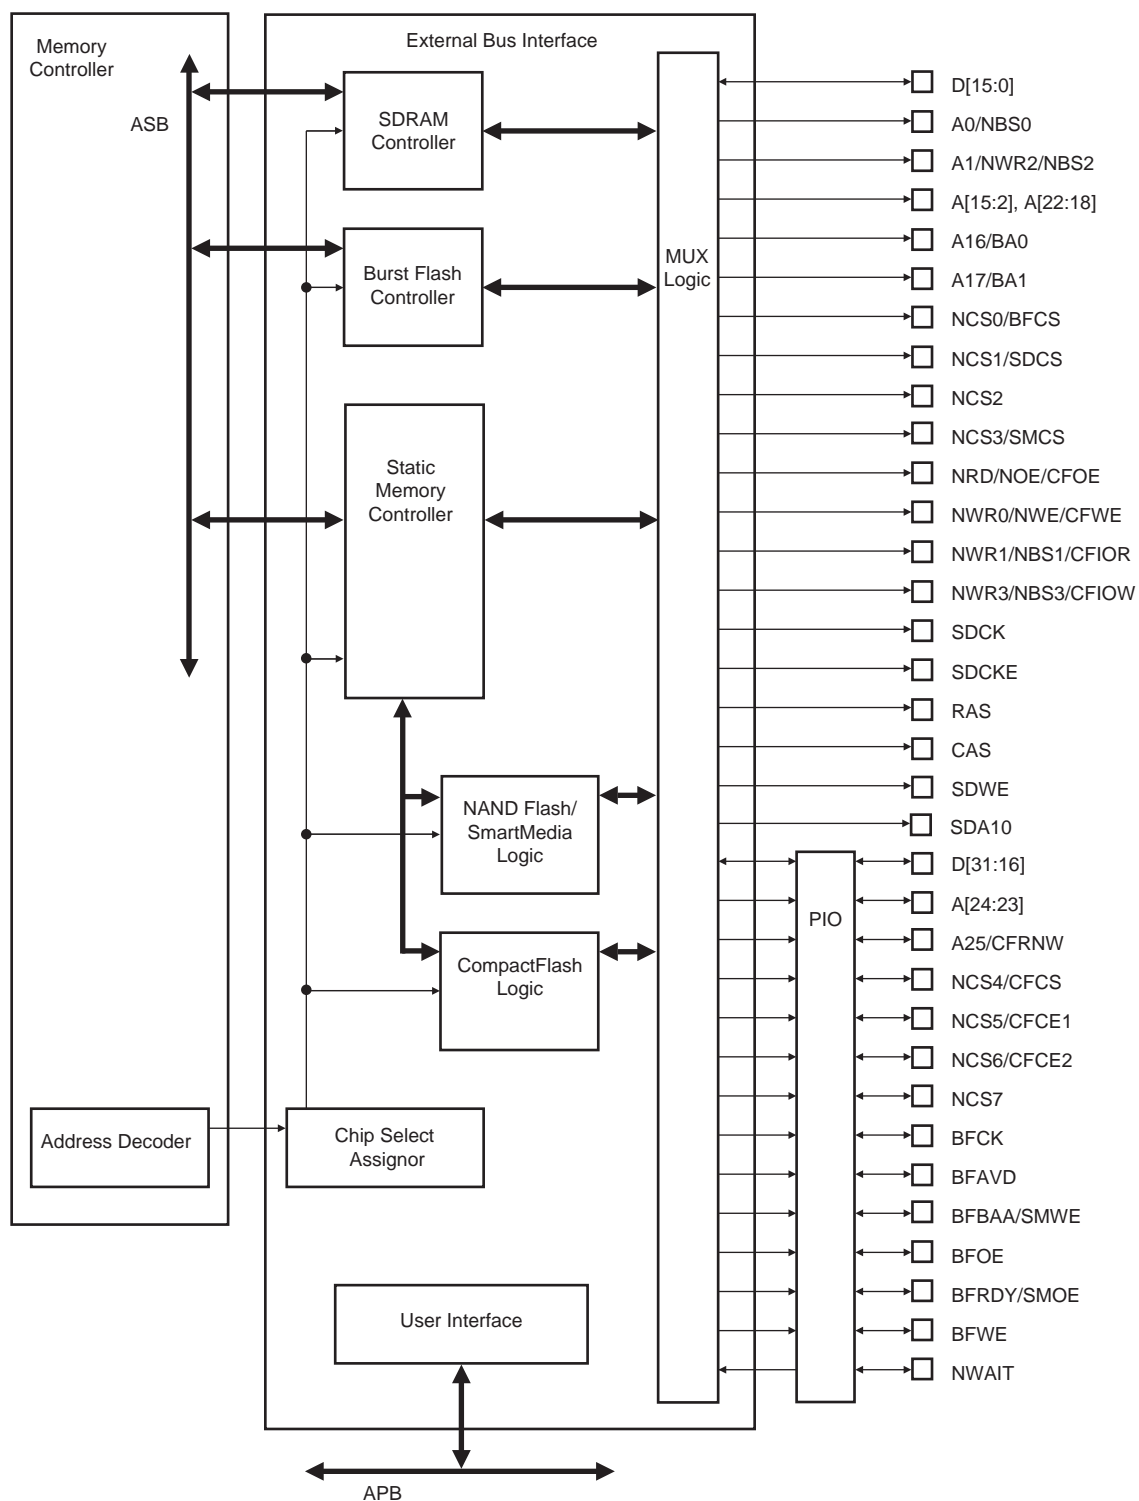 Memory
Controller
ASB
External Bus Interface
SDRAM
Controller
Burst Flash
Controller
Static
Memory
Controller
NAND Flash/
SmartMedia
Logic
CompactFlash
Logic
Address Decoder
Chip Select
Assignor
User Interface
APB
MUX
Logic
PIO
D[15:0]
A0/NBS0
A1/NWR2/NBS2
A[15:2], A[22:18]
A16/BA0
A17/BA1
NCS0/BFCS
NCS1/SDCS
NCS2
NCS3/SMCS
NRD/NOE/CFOE
NWR0/NWE/CFWE
NWR1/NBS1/CFIOR
NWR3/NBS3/CFIOW
SDCK
SDCKE
RAS
CAS
SDWE
SDA10
D[31:16]
A[24:23]
A25/CFRNW
NCS4/CFCS
NCS5/CFCE1
NCS6/CFCE2
NCS7
BFCK
BFAVD
BFBAA/SMWE
BFOE
BFRDY/SMOE
BFWE
NWAIT